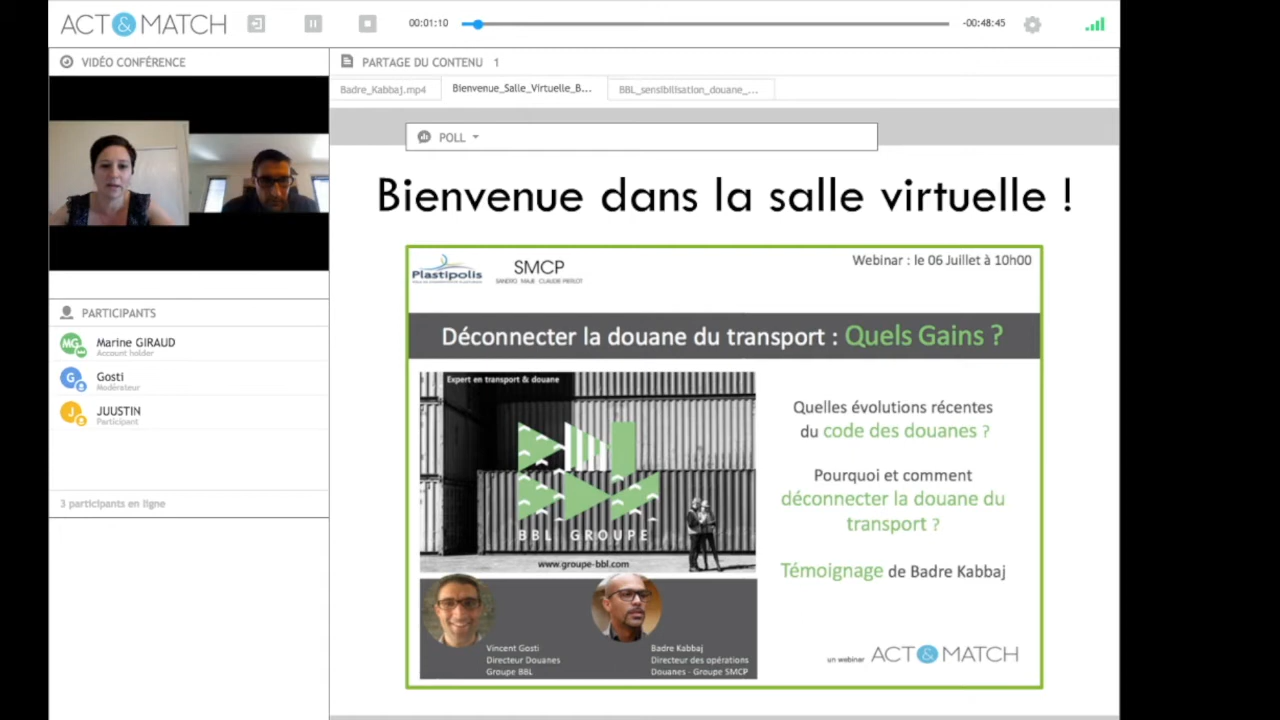 ACT & MATCH
00:01:10
-00:48:45
VIDÉO CONFÉRENCE
PARTAGE DU CONTENU 1
Badre_Kabbaj.mp4
Bienvenue_Salle_Virtuelle_B...
BBL_sensibilisation_douane_...
POLL
Bienvenue dans la salle virtuelle !
Plastipolis
SMCP
SANDRO MAJE CLAUDIE PIERLOT
Webinar : le 06 Juillet à 10h00
Déconnecter la douane du transport : Quels Gains ?
Expert en transport & douane
BBL GROUPE
www.groupe-bbl.com
Quelles évolutions récentes
du code des douanes ?
Pourquoi et comment
déconnecter la douane du
transport ?
Témoignage de Badre Kabbaj
Vincent Gosti
Directeur Douanes
Groupe BBL
Badre Kabbaj
Directeur des opérations
Douanes - Groupe SMCP
un webinar ACT & MATCH
PARTICIPANTS
MG
Marine GIRAUD
Account holder
G
Gosti
Modérateur
J
JUUSTIN
Participant
3 participants en ligne